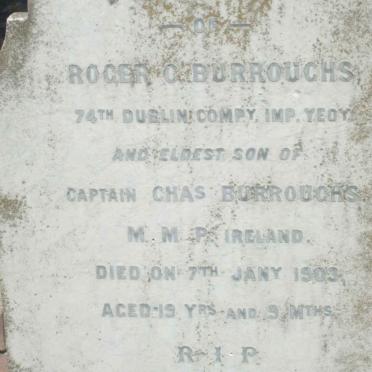 — OF —
ROGER C. BURROUGHS
74TH DUBLIN COMPY. IMP. YEOY.
AND ELDEST SON OF
CAPTAIN CHAS BURROUGHS
M. M. P. IRELAND.
DIED ON 7TH JANY 1903,
AGED 19 YRS AND 9 MTHS.
R I P